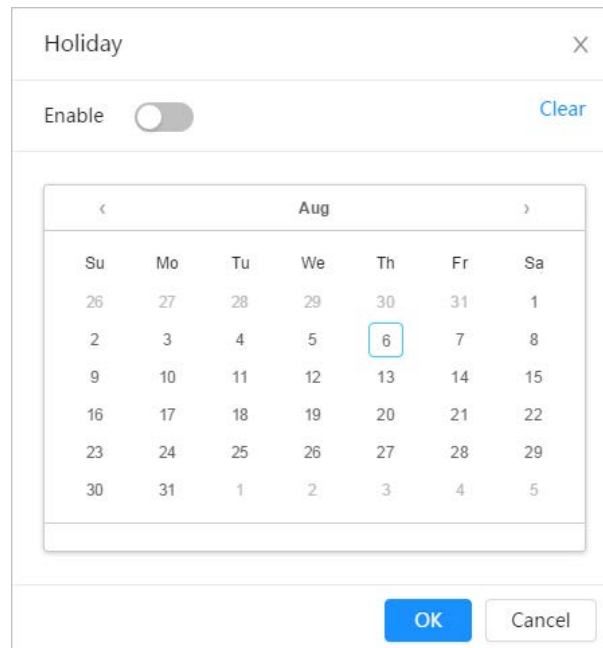 Holiday
Enable Clear
‹ Aug ›
Su Mo Tu We Th Fr Sa
26 27 28 29 30 31 1
2 3 4 5 6 7 8
9 10 11 12 13 14 15
16 17 18 19 20 21 22
23 24 25 26 27 28 29
30 31 1 2 3 4 5
OK Cancel